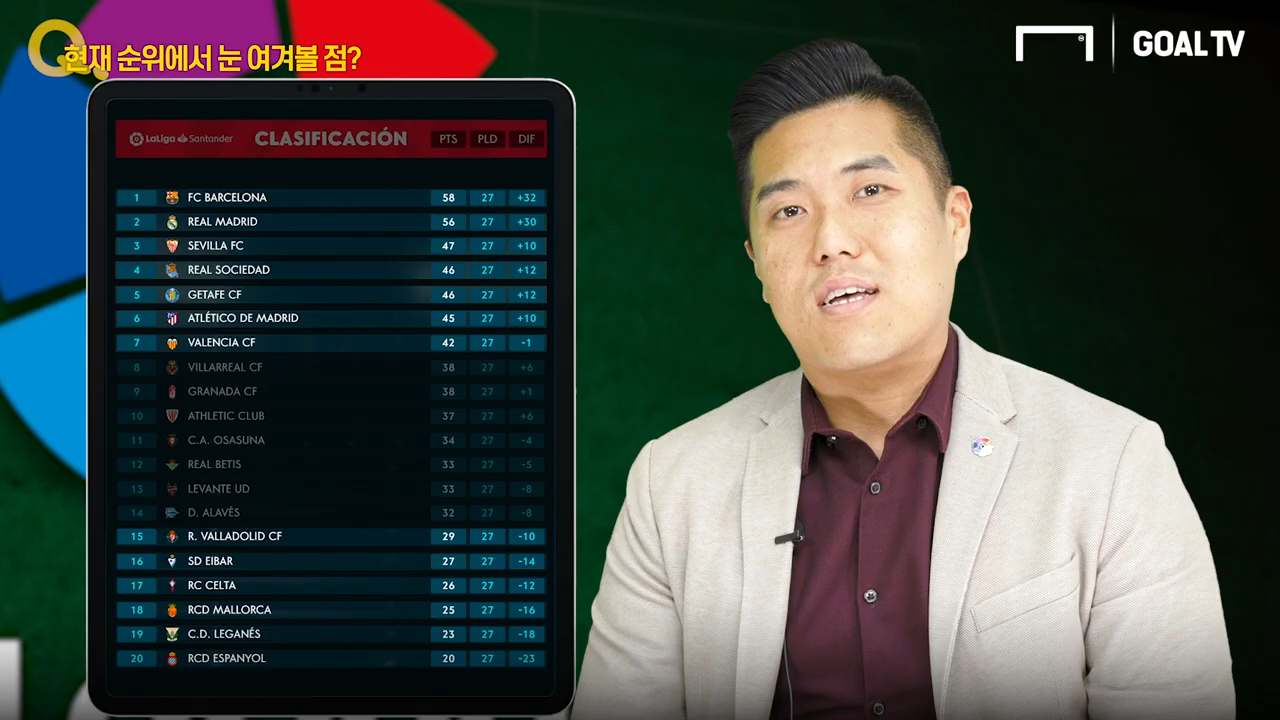 현재 순위에서 눈 여겨볼 점?
GOAL TV
LaLiga Santander CLASIFICACIÓN PTS PLD DIF
1 FC BARCELONA 58 27 +32
2 REAL MADRID 56 27 +30
3 SEVILLA FC 47 27 +10
4 REAL SOCIEDAD 46 27 +12
5 GETAFE CF 46 27 +12
6 ATLÉTICO DE MADRID 45 27 +10
7 VALENCIA CF 42 27 -1
8 VILLARREAL CF 38 27 +6
9 GRANADA CF 38 27 +1
10 ATHLETIC CLUB 37 27 +6
11 C.A. OSASUNA 34 27 -4
12 REAL BETIS 33 27 -5
13 LEVANTE UD 33 27 -8
14 D. ALAVÉS 32 27 -8
15 R. VALLADOLID CF 29 27 -10
16 SD EIBAR 27 27 -14
17 RC CELTA 26 27 -12
18 RCD MALLORCA 25 27 -16
19 C.D. LEGANÉS 23 27 -18
20 RCD ESPANYOL 20 27 -23